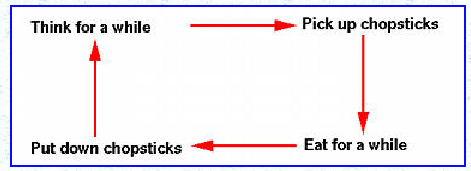 Think for a while
Pick up chopsticks
Put down chopsticks
Eat for a while